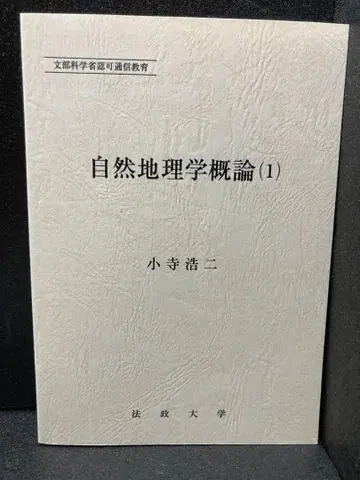 文部科学省認可通信教育
自然地理学概論(1)
小寺浩二
法政大学